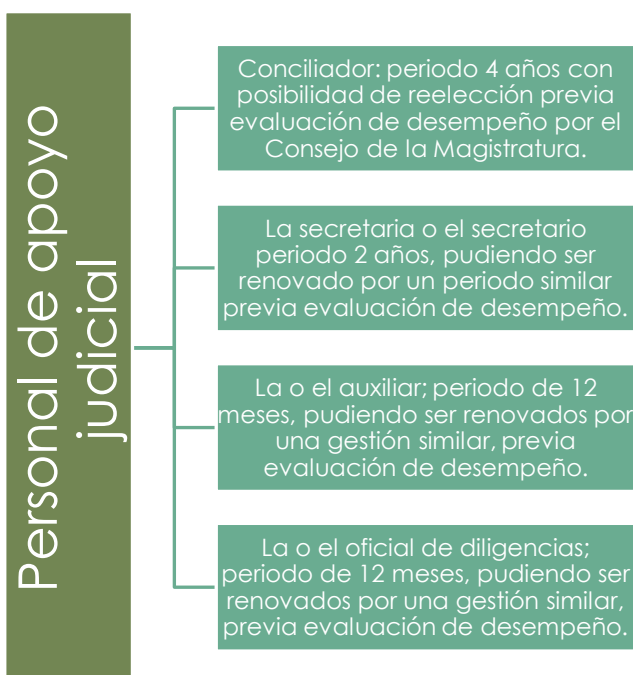 Personal de apoyo
judicial
Conciliador: periodo 4 años con
posibilidad de reelección previa
evaluación de desempeño por el
Consejo de la Magistratura.
La secretaria o el secretario
periodo 2 años, pudiendo ser
renovado por un periodo similar
previa evaluación de desempeño.
La o el auxiliar; periodo de 12
meses, pudiendo ser renovados por
una gestión similar, previa
evaluación de desempeño.
La o el oficial de diligencias;
periodo de 12 meses, pudiendo ser
renovados por una gestión similar,
previa evaluación de desempeño.